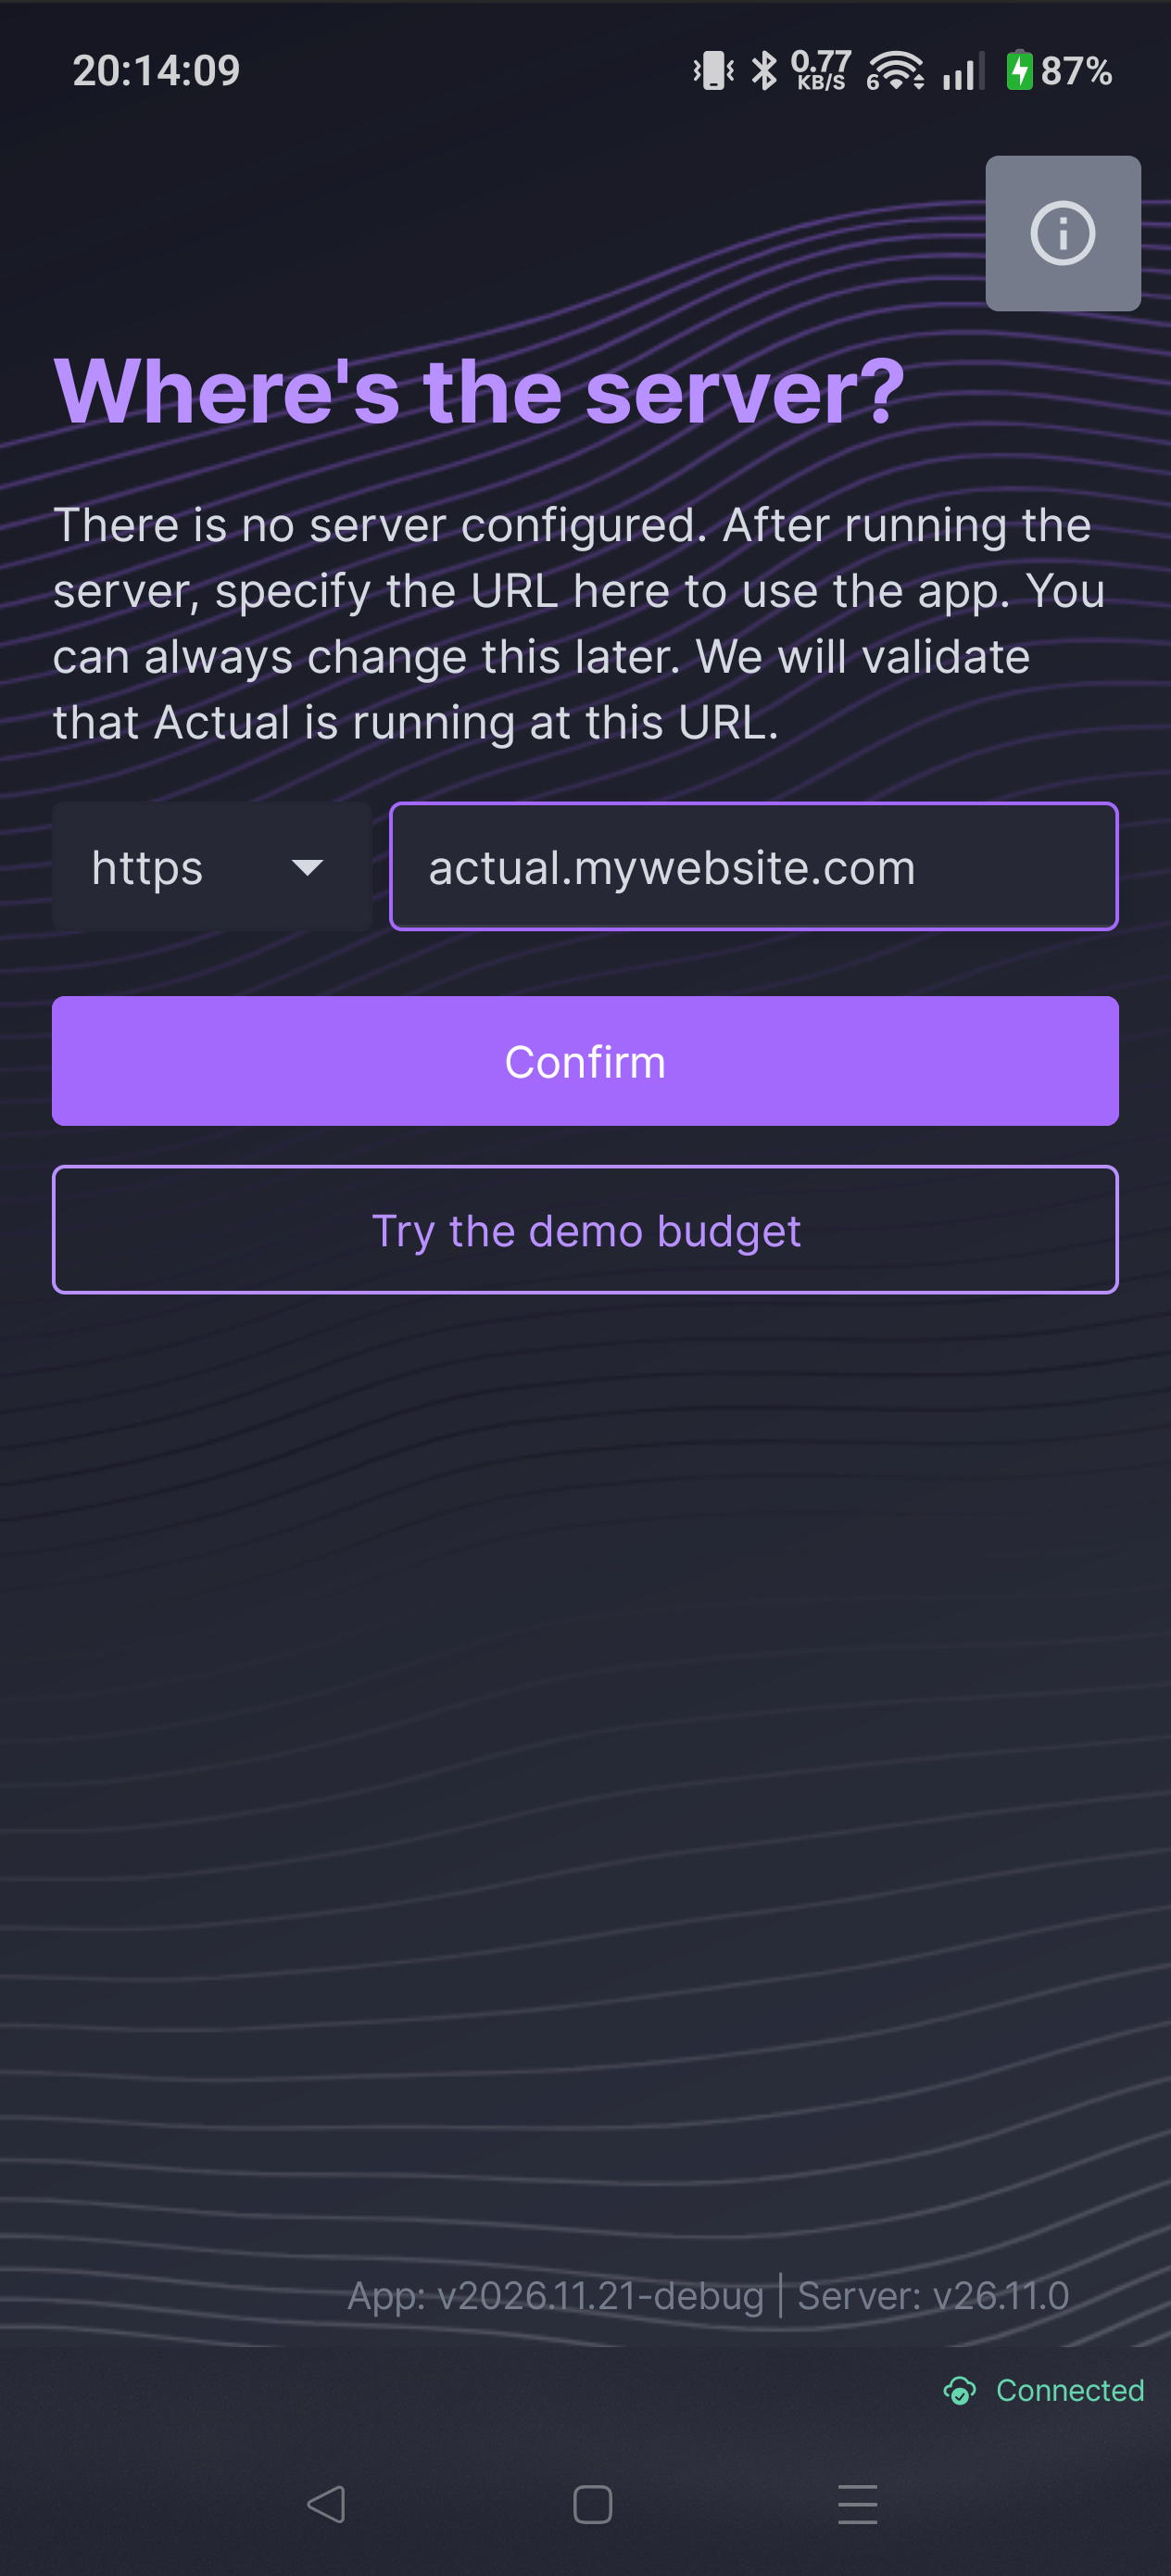 20:14:09
0.77
KB/S
6
87%
Where's the server?
There is no server configured. After running the
server, specify the URL here to use the app. You
can always change this later. We will validate
that Actual is running at this URL.
https
actual.mywebsite.com
Confirm
Try the demo budget
App: v2026.11.21-debug | Server: v26.11.0
Connected